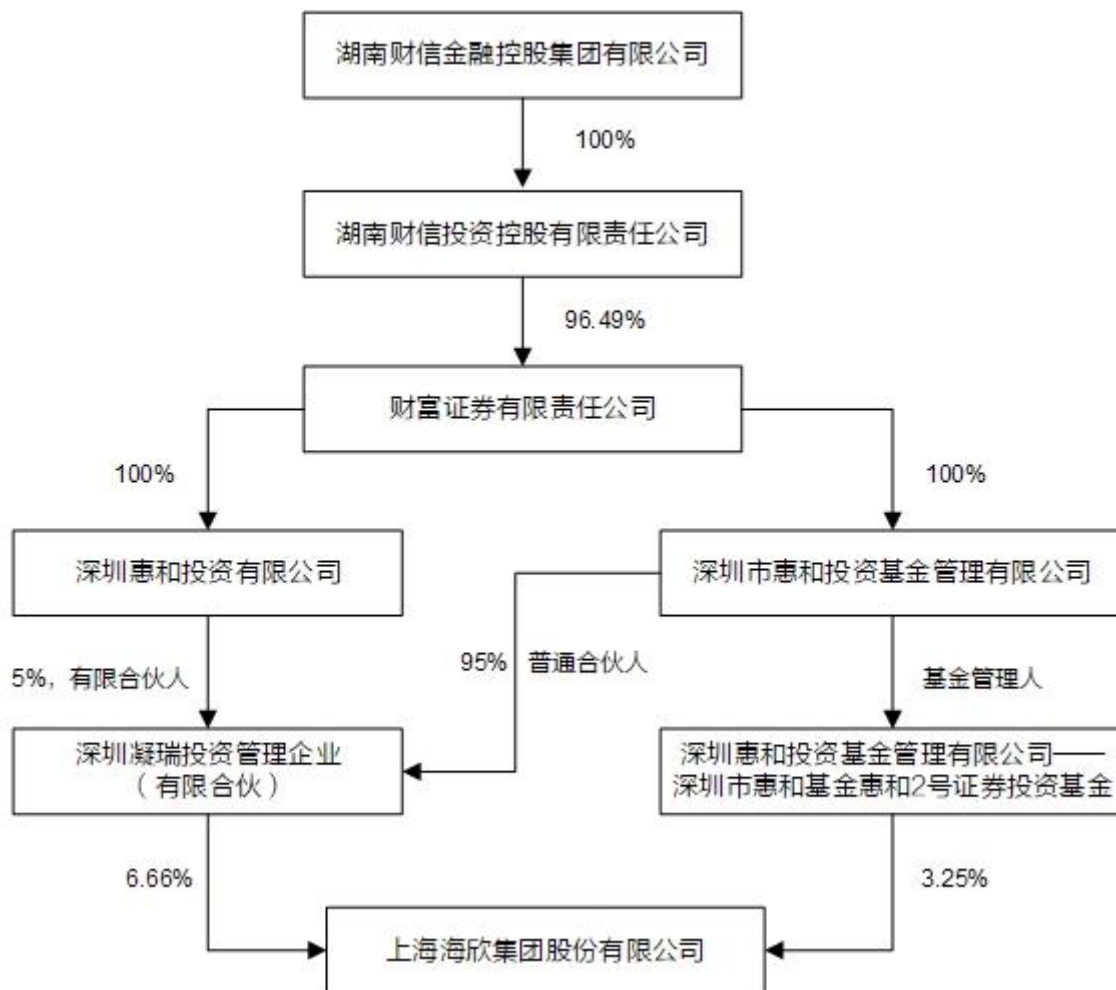 湖南财信金融控股集团有限公司
100%
湖南财信投资控股有限责任公司
96.49%
财富证券有限责任公司
100%
100%
深圳惠和投资有限公司
深圳市惠和投资基金管理有限公司
5%，有限合伙人
95%
普通合伙人
基金管理人
深圳凝瑞投资管理企业
（有限合伙）
深圳惠和投资基金管理有限公司——
深圳市惠和基金惠和2号证券投资基金
6.66%
3.25%
上海海欣集团股份有限公司